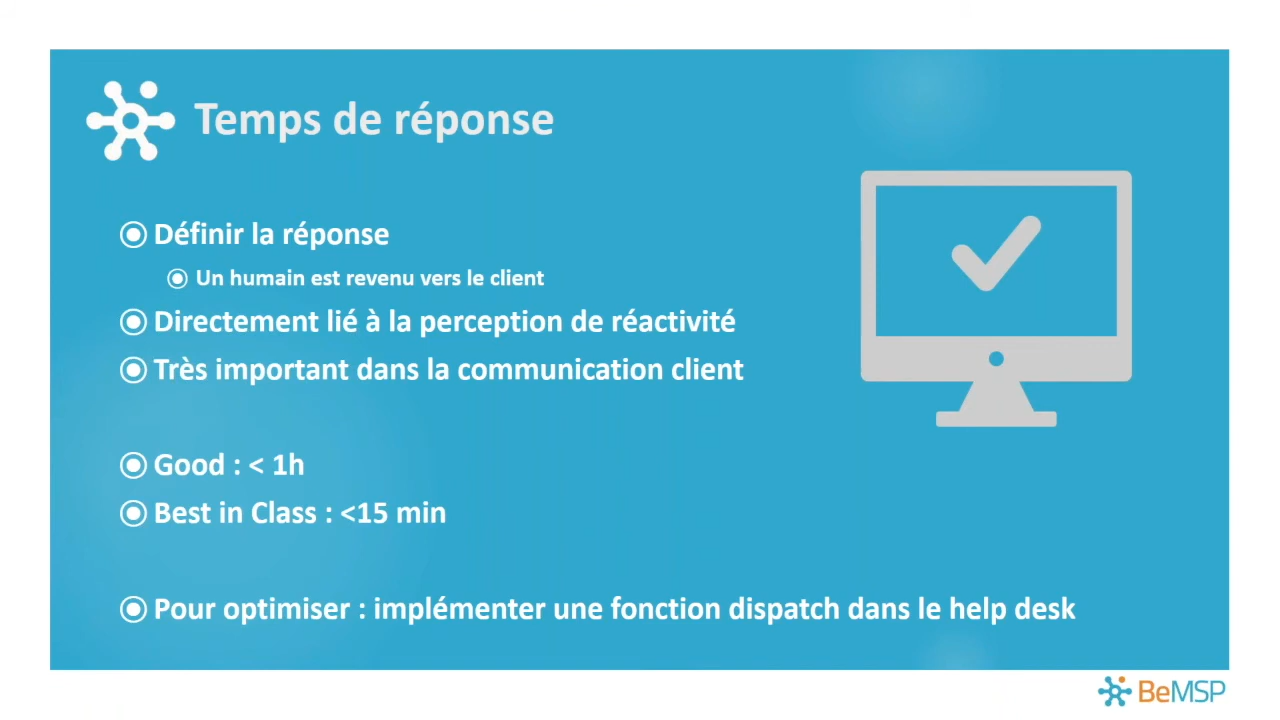 Temps de réponse
Définir la réponse
Un humain est revenu vers le client
Directement lié à la perception de réactivité
Très important dans la communication client
Good : < 1h
Best in Class : <15 min
Pour optimiser : implémenter une fonction dispatch dans le help desk
BeMSP